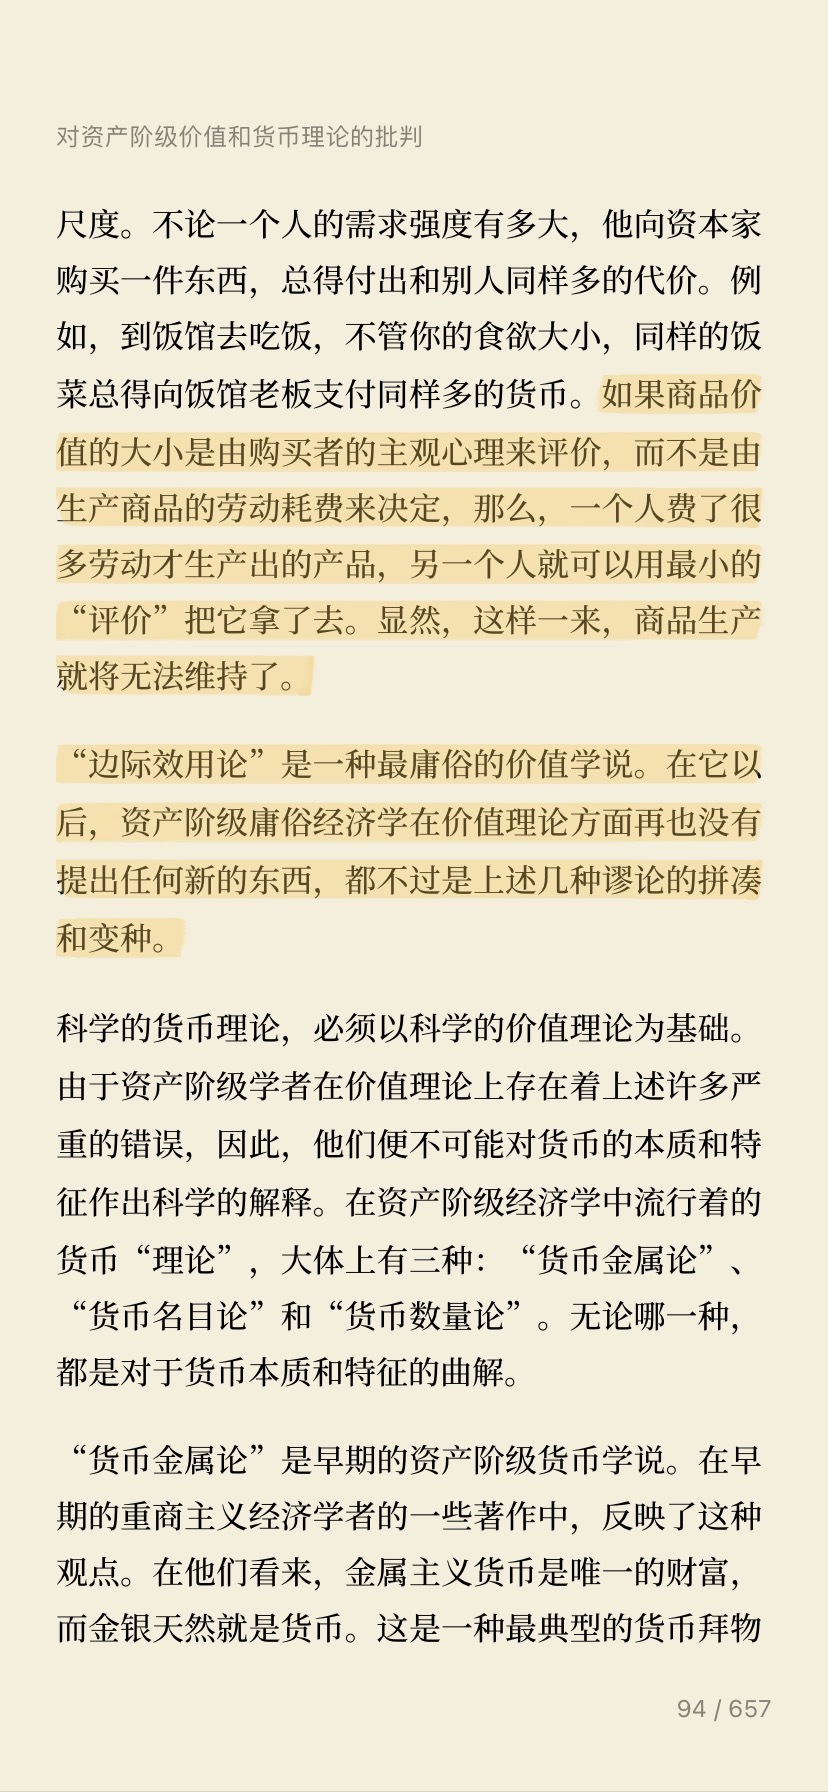 对资产阶级价值和货币理论的批判
尺度。不论一个人的需求强度有多大，他向资本家
购买一件东西，总得付出和别人同样多的代价。例
如，到饭馆去吃饭，不管你的食欲大小，同样的饭
菜总得向饭馆老板支付同样多的货币。如果商品价
值的大小是由购买者的主观心理来评价，而不是由
生产商品的劳动耗费来决定，那么，一个人费了很
多劳动才生产出的产品，另一个人就可以用最小的
“评价”把它拿了去。显然，这样一来，商品生产
就将无法维持了。
“边际效用论”是一种最庸俗的价值学说。在它以
后，资产阶级庸俗经济学在价值理论方面再也没有
提出任何新的东西，都不过是上述几种谬论的拼凑
和变种。
科学的货币理论，必须以科学的价值理论为基础。
由于资产阶级学者在价值理论上存在着上述许多严
重的错误，因此，他们便不可能对货币的本质和特
征作出科学的解释。在资产阶级经济学中流行着的
货币“理论”，大体上有三种：“货币金属论”、
“货币名目论”和“货币数量论”。无论哪一种，
都是对于货币本质和特征的曲解。
“货币金属论”是早期的资产阶级货币学说。在早
期的重商主义经济学者的一些著作中，反映了这种
观点。在他们看来，金属主义货币是唯一的财富，
而金银天然就是货币。这是一种最典型的货币拜物
94 / 657